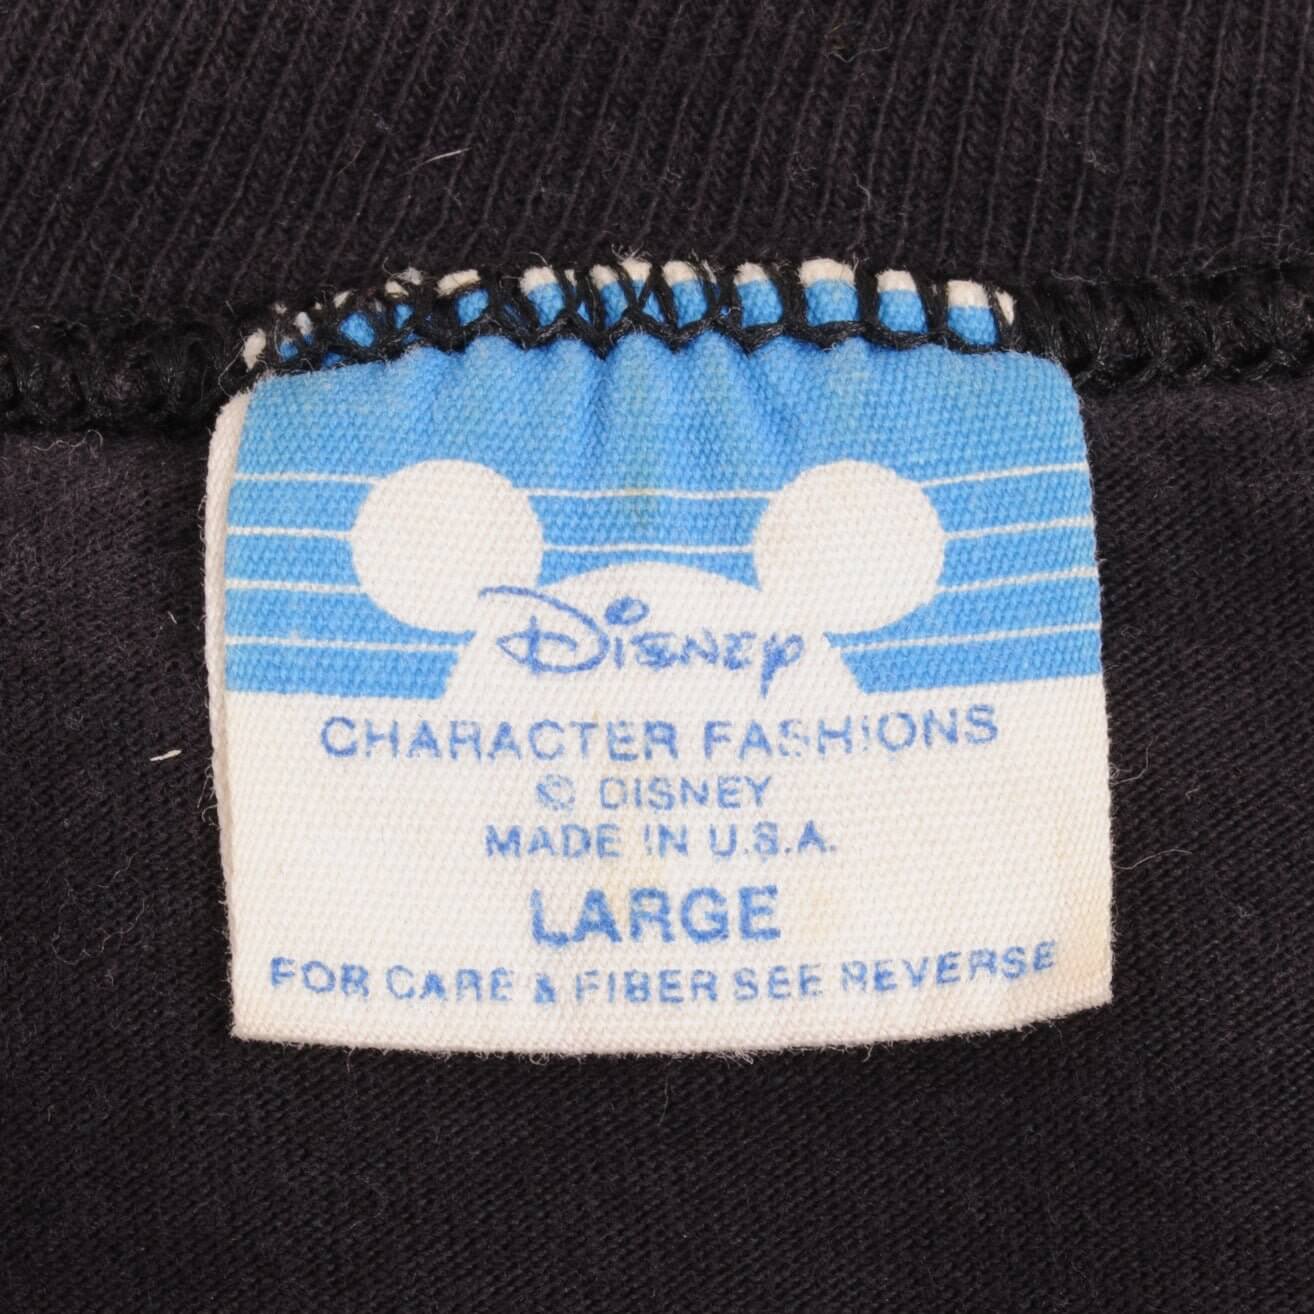 Disney
CHARACTER FASHIONS
© DISNEY
MADE IN U.S.A.
LARGE
FOR CARE & FIBER SEE REVERSE